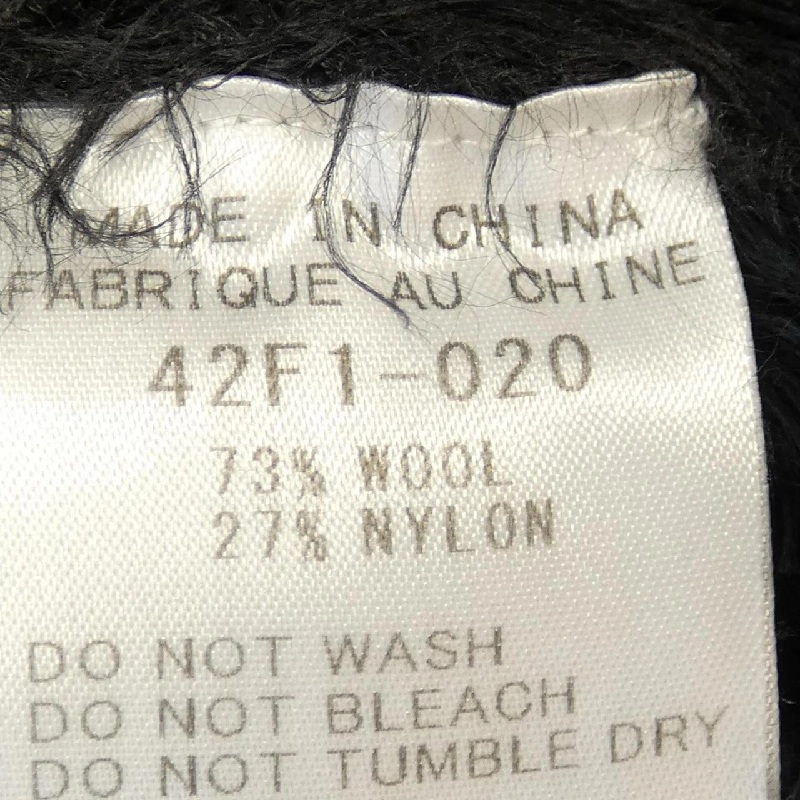 MADE IN CHINA
FABRIQUE AU CHINE
42F1-020
73% WOOL
27% NYLON
DO NOT WASH
DO NOT BLEACH
DO NOT TUMBLE DRY